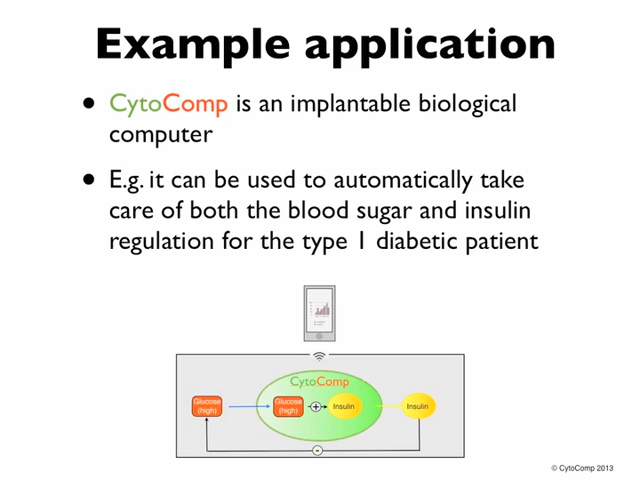 Example application
• CytoComp is an implantable biological
computer
• E.g. it can be used to automatically take
care of both the blood sugar and insulin
regulation for the type 1 diabetic patient
CytoComp
Glucose
(high)
Glucose
(high)
+
Insulin
Insulin
-
© CytoComp 2013